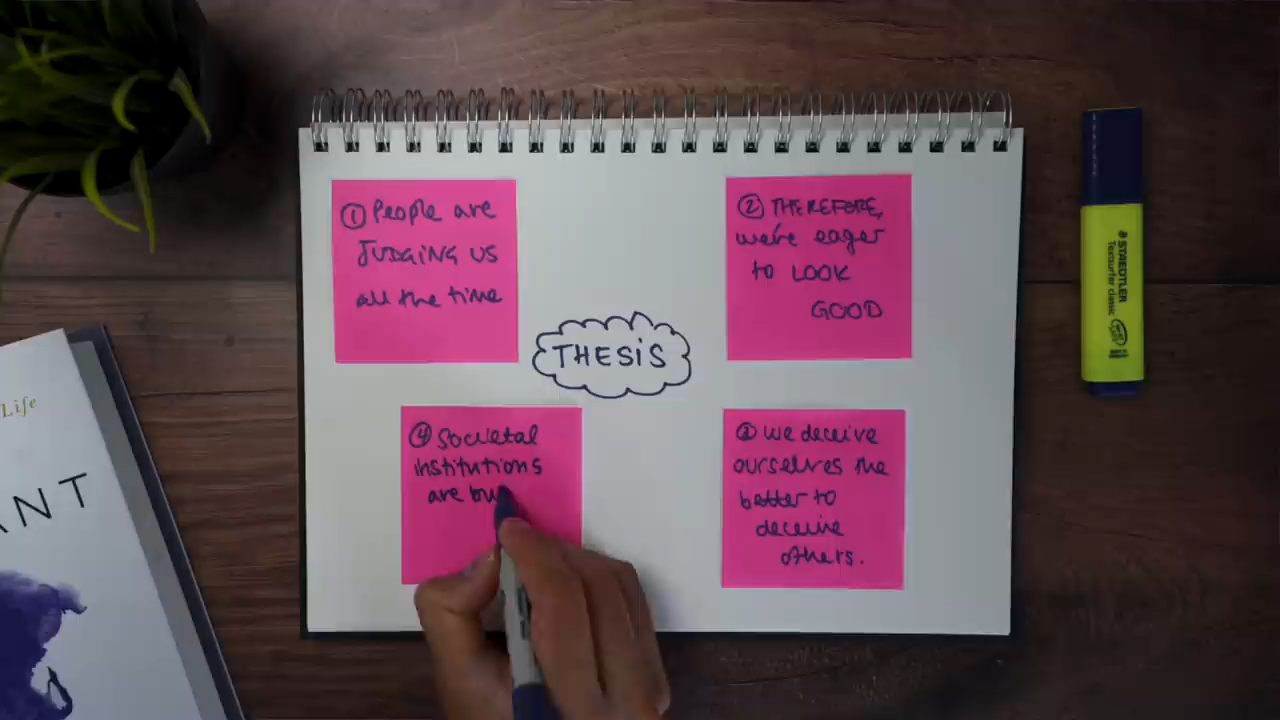 ① People are
JUDGING US
all the time
② THEREFORE,
we're eager
to LOOK
GOOD
THESIS
④ Societal
institutions
are bu
③ we deceive
ourselves the
better to
deceive
others.
Life
ANT
STAEDTLER
Textsurfer classic